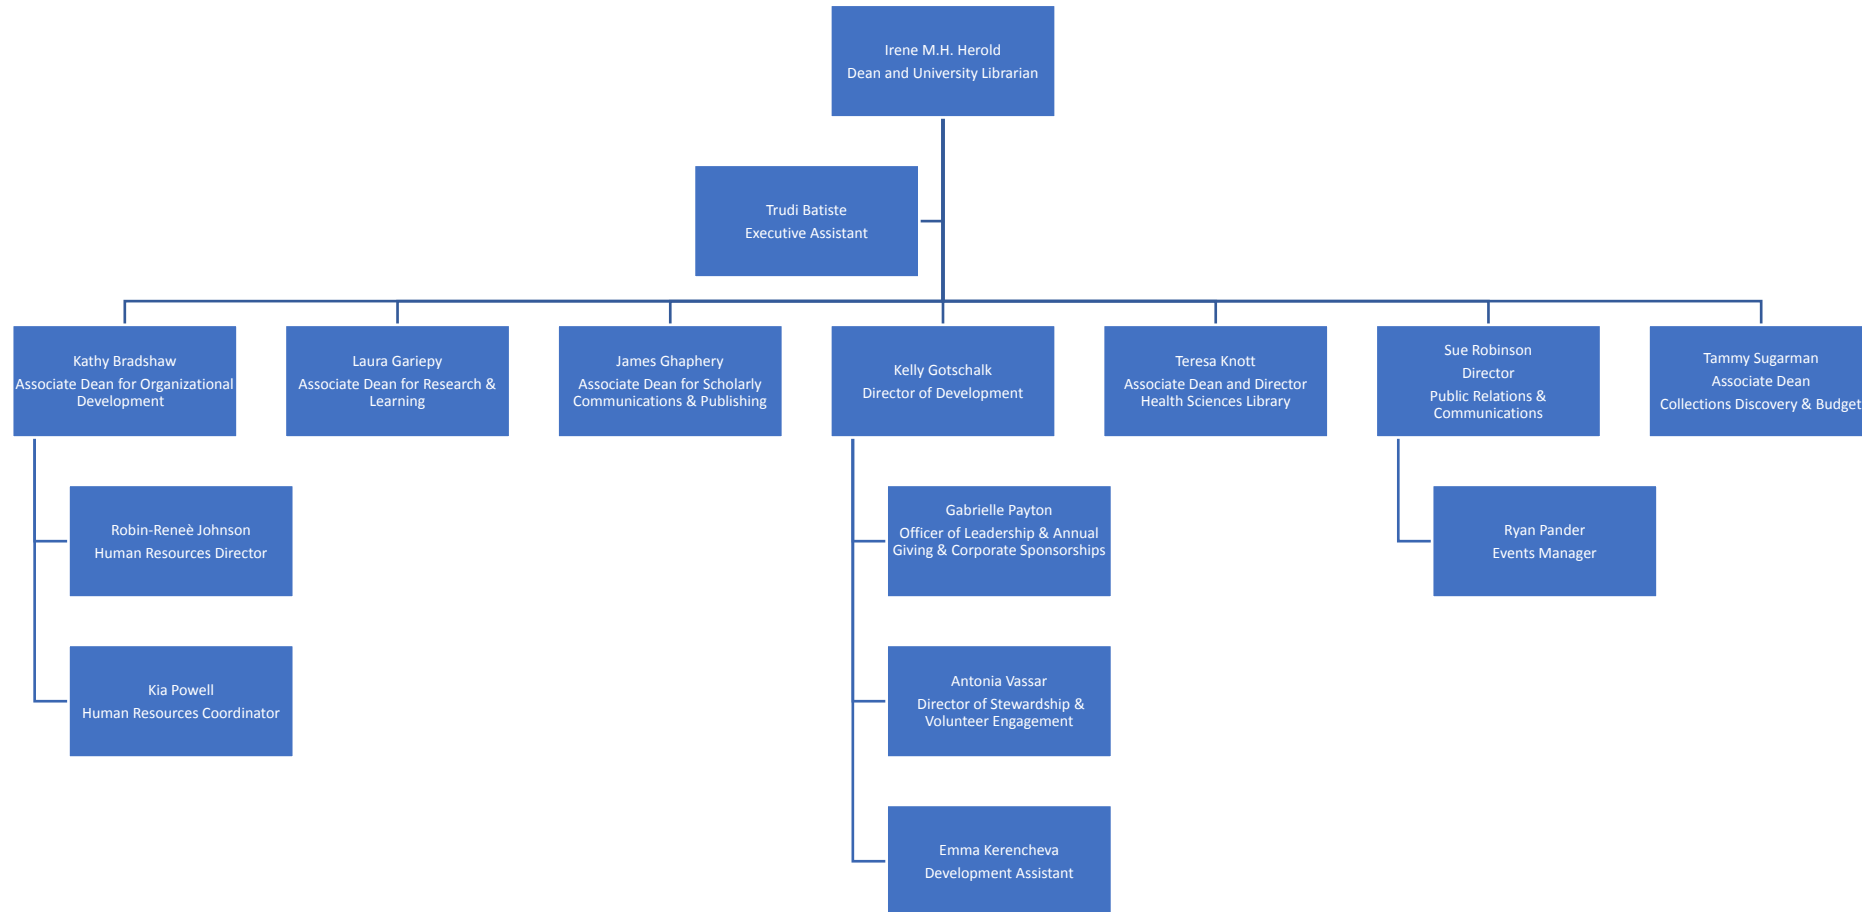 Irene M.H. Herold
Dean and University Librarian
Trudi Batiste
Executive Assistant
Kathy Bradshaw
Associate Dean for Organizational
Development
Laura Gariepy
Associate Dean for Research &
Learning
James Ghaphery
Associate Dean for Scholarly
Communications & Publishing
Kelly Gotschalk
Director of Development
Teresa Knott
Associate Dean and Director
Health Sciences Library
Sue Robinson
Director
Public Relations &
Communications
Tammy Sugarman
Associate Dean
Collections Discovery & Budget
Robin-Reneè Johnson
Human Resources Director
Kia Powell
Human Resources Coordinator
Gabrielle Payton
Officer of Leadership & Annual
Giving & Corporate Sponsorships
Antonia Vassar
Director of Stewardship &
Volunteer Engagement
Emma Kerencheva
Development Assistant
Ryan Pander
Events Manager